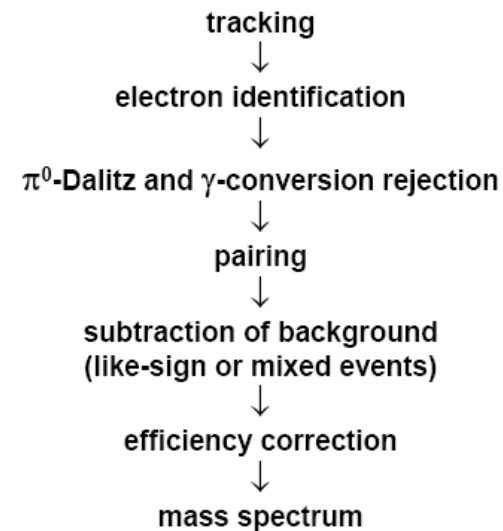 tracking
↓
electron identification
↓
π⁰-Dalitz and γ-conversion rejection
↓
pairing
↓
subtraction of background
(like-sign or mixed events)
↓
efficiency correction
↓
mass spectrum